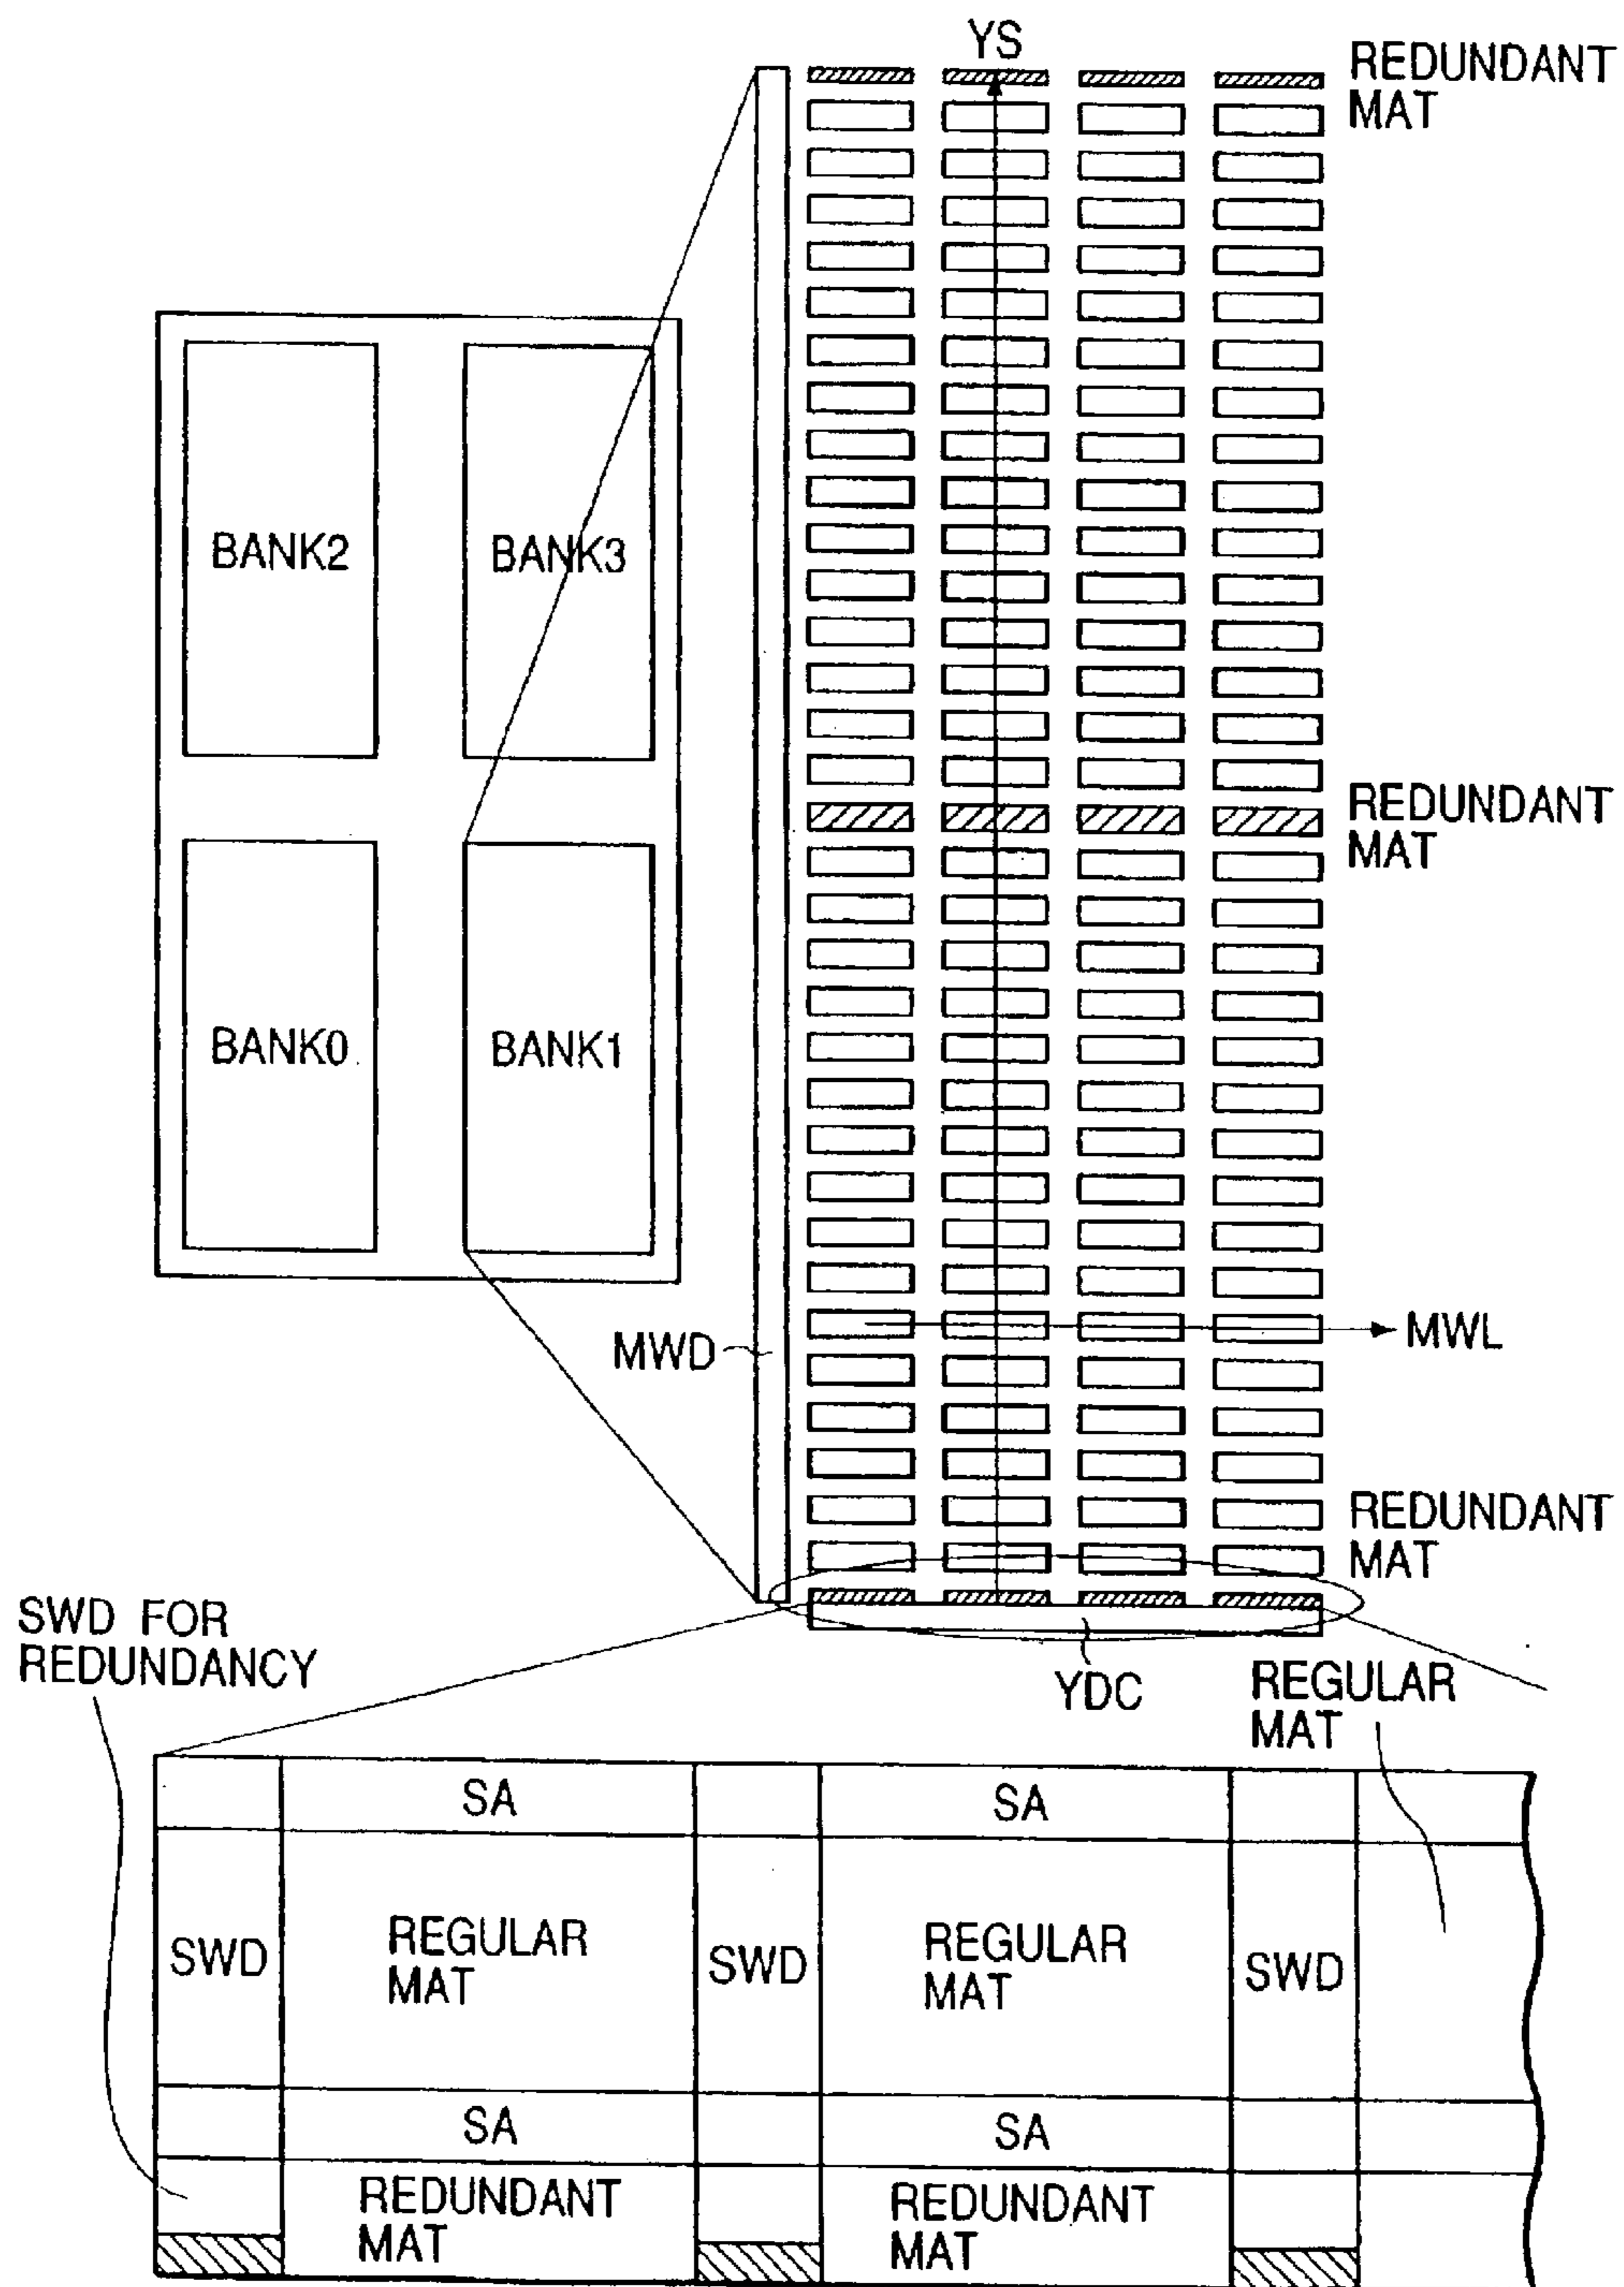 YS
REDUNDANT
MAT
BANK2
BANK3
REDUNDANT
MAT
BANK0
BANK1
MWD
MWL
REDUNDANT
MAT
SWD FOR
REDUNDANCY
YDC
REGULAR
MAT
SA
SA
SWD
REGULAR
MAT
SWD
REGULAR
MAT
SWD
SA
SA
REDUNDANT
MAT
REDUNDANT
MAT